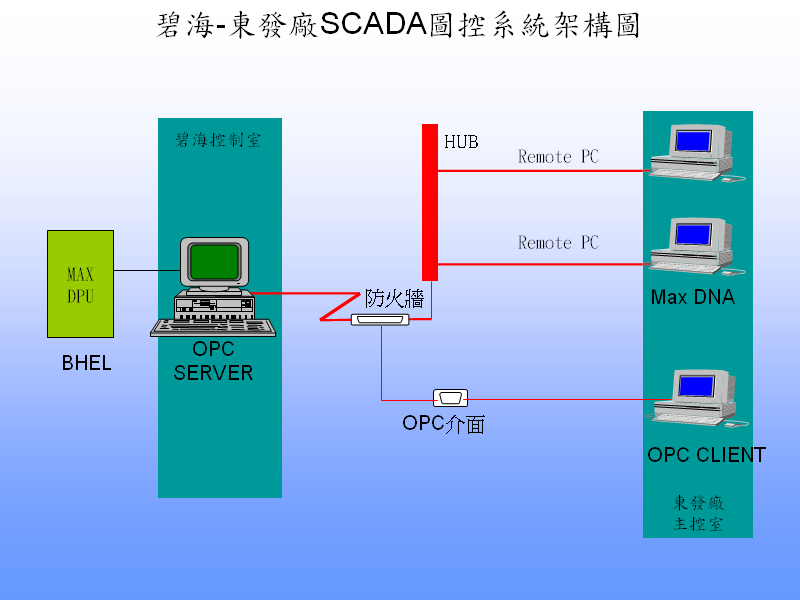 碧海-東發廠SCADA圖控系統架構圖
碧海控制室
HUB
Remote PC
Remote PC
MAX
DPU
防火牆
Max DNA
OPC
SERVER
BHEL
OPC介面
OPC CLIENT
東發廠
主控室